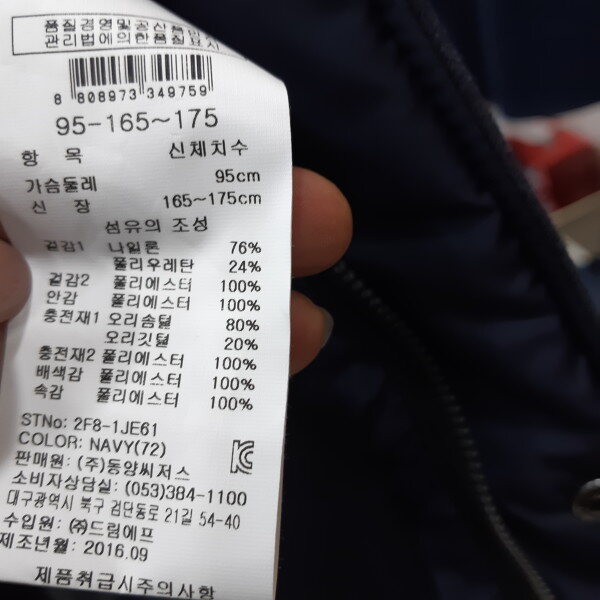 품질경영및공산품안전
관리법에의한품질표시
8 808973 349759
95-165~175
항 목 신체치수
가슴둘레 95cm
신 장 165~175cm
섬유의 조성
겉감1 나일론 76%
폴리우레탄 24%
겉감2 폴리에스터 100%
안감 폴리에스터 100%
충전재1 오리솜털 80%
오리깃털 20%
충전재2 폴리에스터 100%
배색감 폴리에스터 100%
속감 폴리에스터 100%
STNo: 2F8-1JE61
COLOR: NAVY(72)
판매원: (주)동양씨저스
소비자상담실: (053)384-1100
대구광역시 북구 검단동로 21길 54-40
수입원: ㈜드림에프
제조년월: 2016.09
제품취급시주의사항